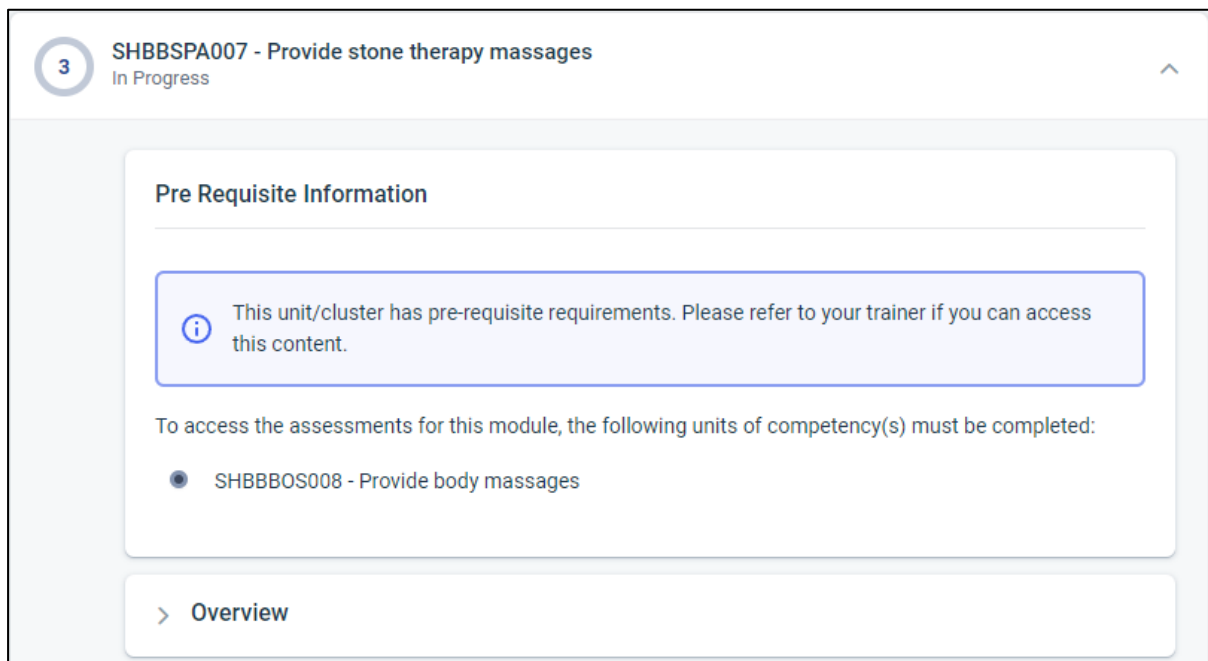 3
SHBBSPA007 - Provide stone therapy massages
In Progress
Pre Requisite Information
This unit/cluster has pre-requisite requirements. Please refer to your trainer if you can access
this content.
To access the assessments for this module, the following units of competency(s) must be completed:
SHBBBOS008 - Provide body massages
Overview